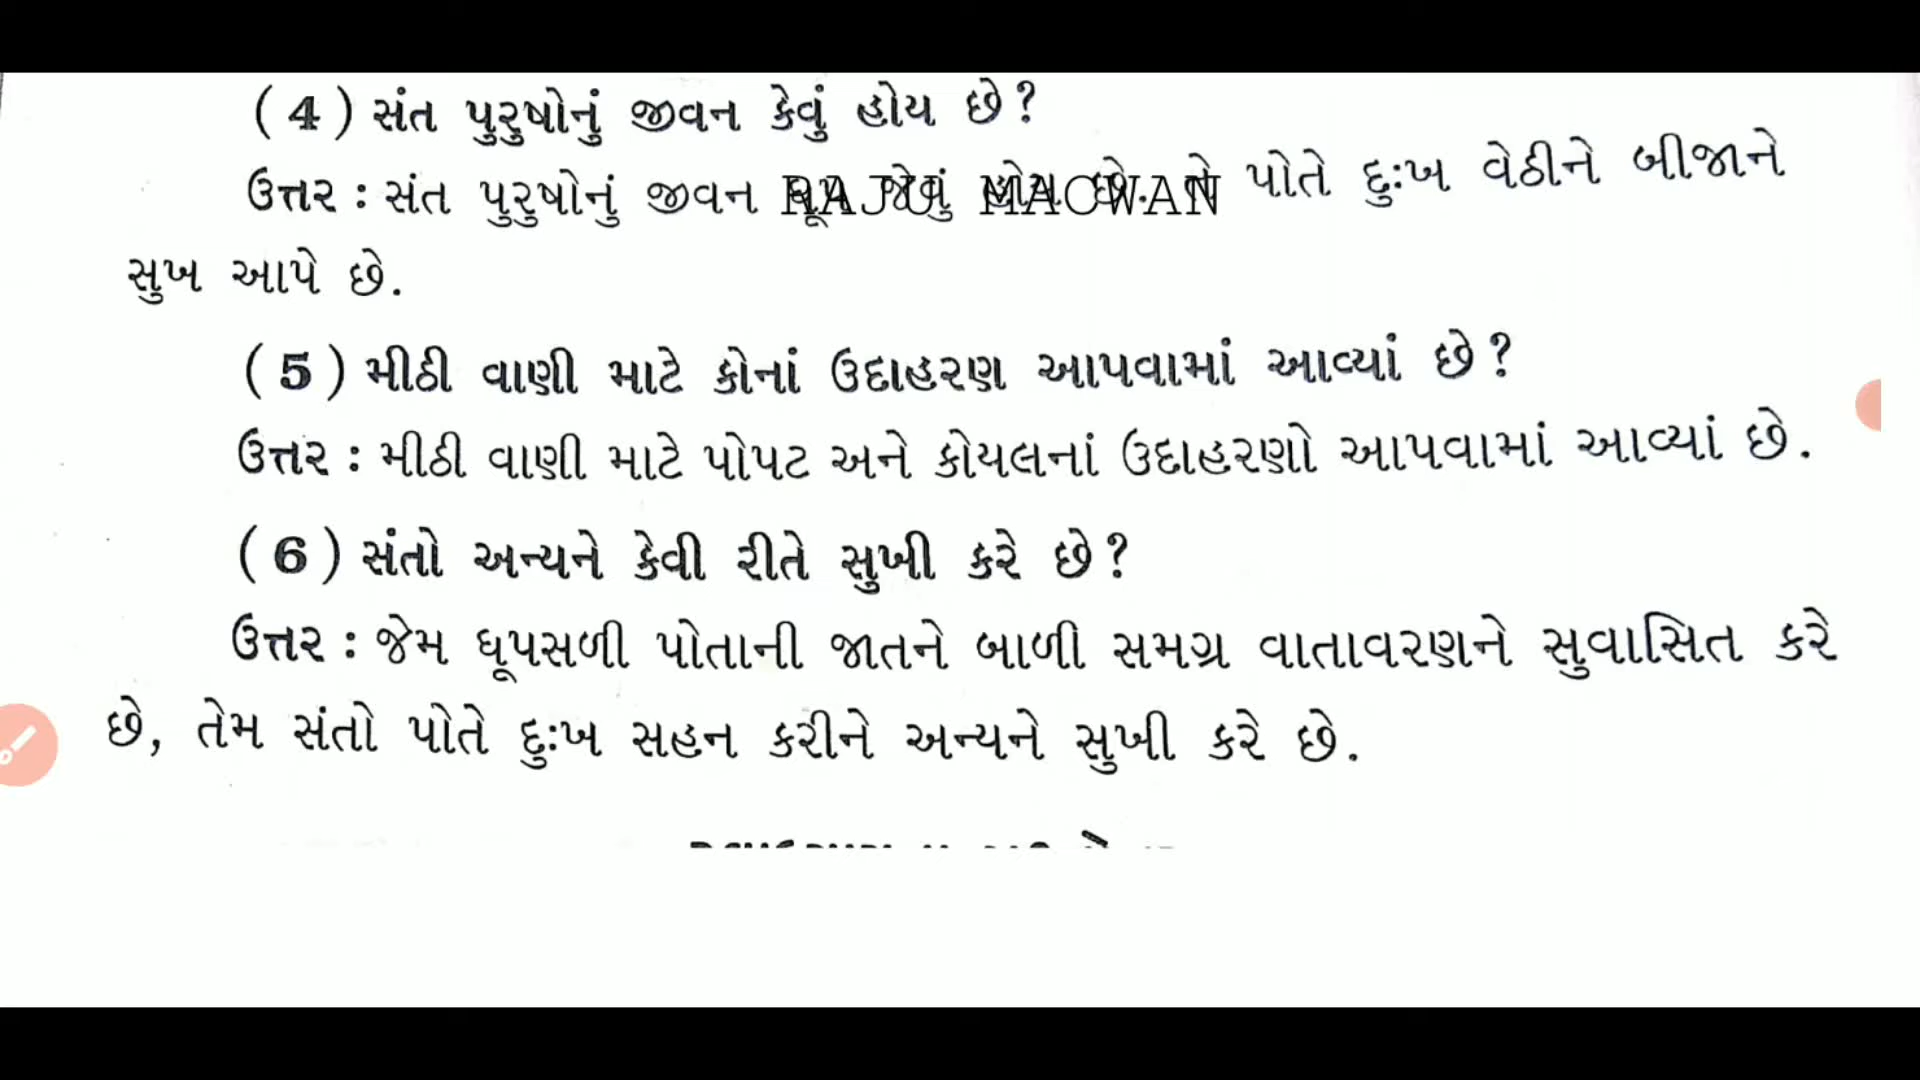 (4) સંત પુરુષોનું જીવન કેવું હોય છે?
ઉત્તર : સંત પુરુષોનું જીવન RAJU MACWAN પોતે દુઃખ વેઠીને બીજાને
સુખ આપે છે.
(5) મીઠી વાણી માટે કોનાં ઉદાહરણ આપવામાં આવ્યાં છે?
ઉત્તર : મીઠી વાણી માટે પોપટ અને કોયલનાં ઉદાહરણો આપવામાં આવ્યાં છે.
(6) સંતો અન્યને કેવી રીતે સુખી કરે છે?
ઉત્તર : જેમ ધૂપસળી પોતાની જાતને બાળી સમગ્ર વાતાવરણને સુવાસિત કરે
છે, તેમ સંતો પોતે દુઃખ સહન કરીને અન્યને સુખી કરે છે.